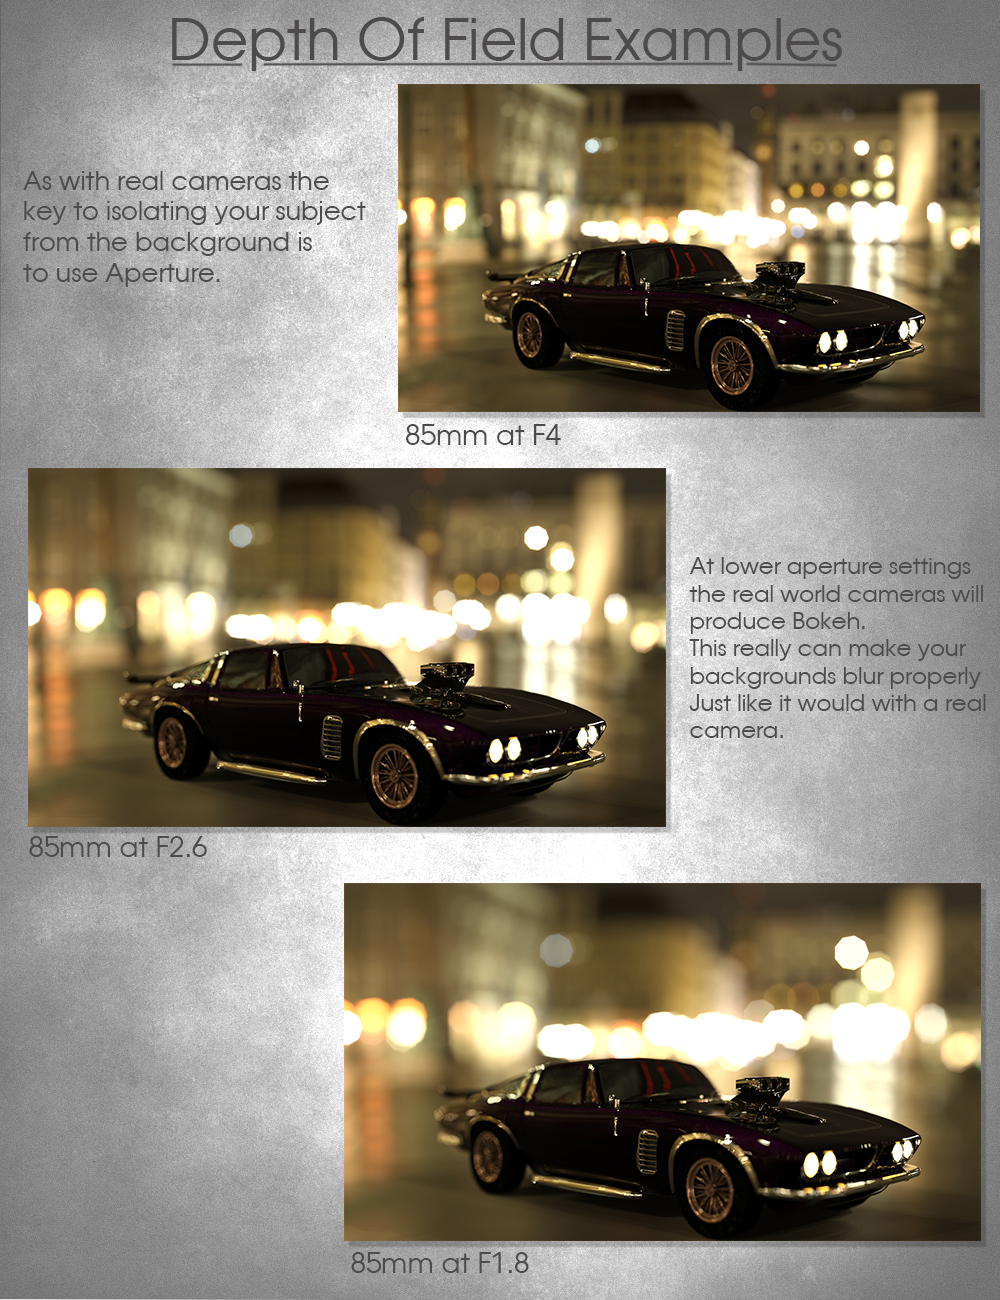 Depth Of Field Examples
As with real cameras the
key to isolating your subject
from the background is
to use Aperture.
85mm at F4
At lower aperture settings
the real world cameras will
produce Bokeh.
This really can make your
backgrounds blur properly
Just like it would with a real
camera.
85mm at F2.6
85mm at F1.8